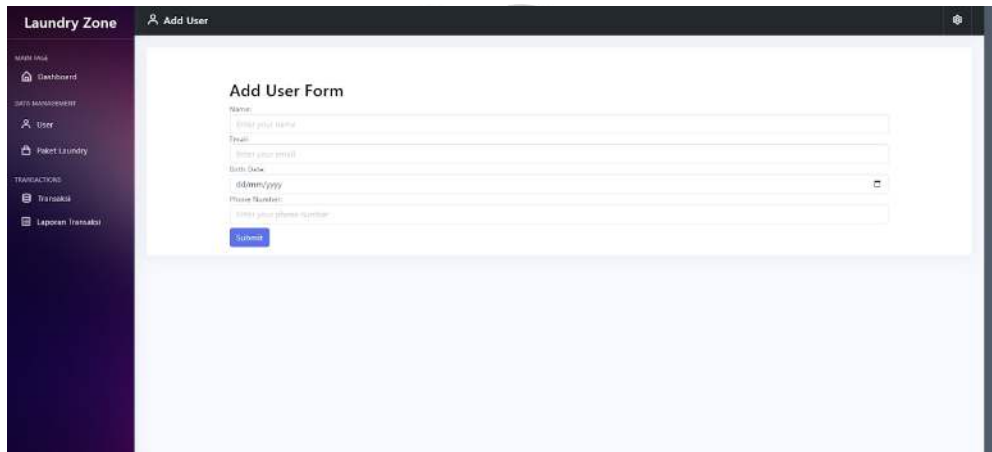 Laundry Zone
Add User
MAIN PAGE
Dashboard
DATA MANAGEMENT
User
Paket Laundry
TRANSACTIONS
Transaksi
Laporan Transaksi
Add User Form
Name:
Enter your name
Email:
Enter your email
Birth Date:
dd/mm/yyyy
Phone Number:
Enter your phone number
Submit